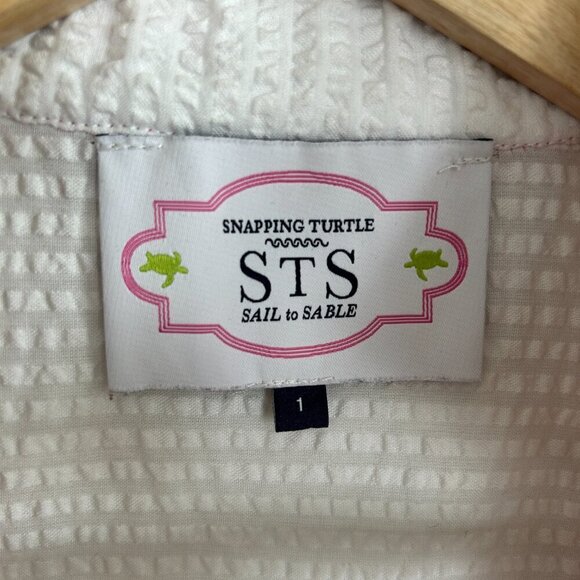 SNAPPING TURTLE
STS
SAIL to SABLE
1